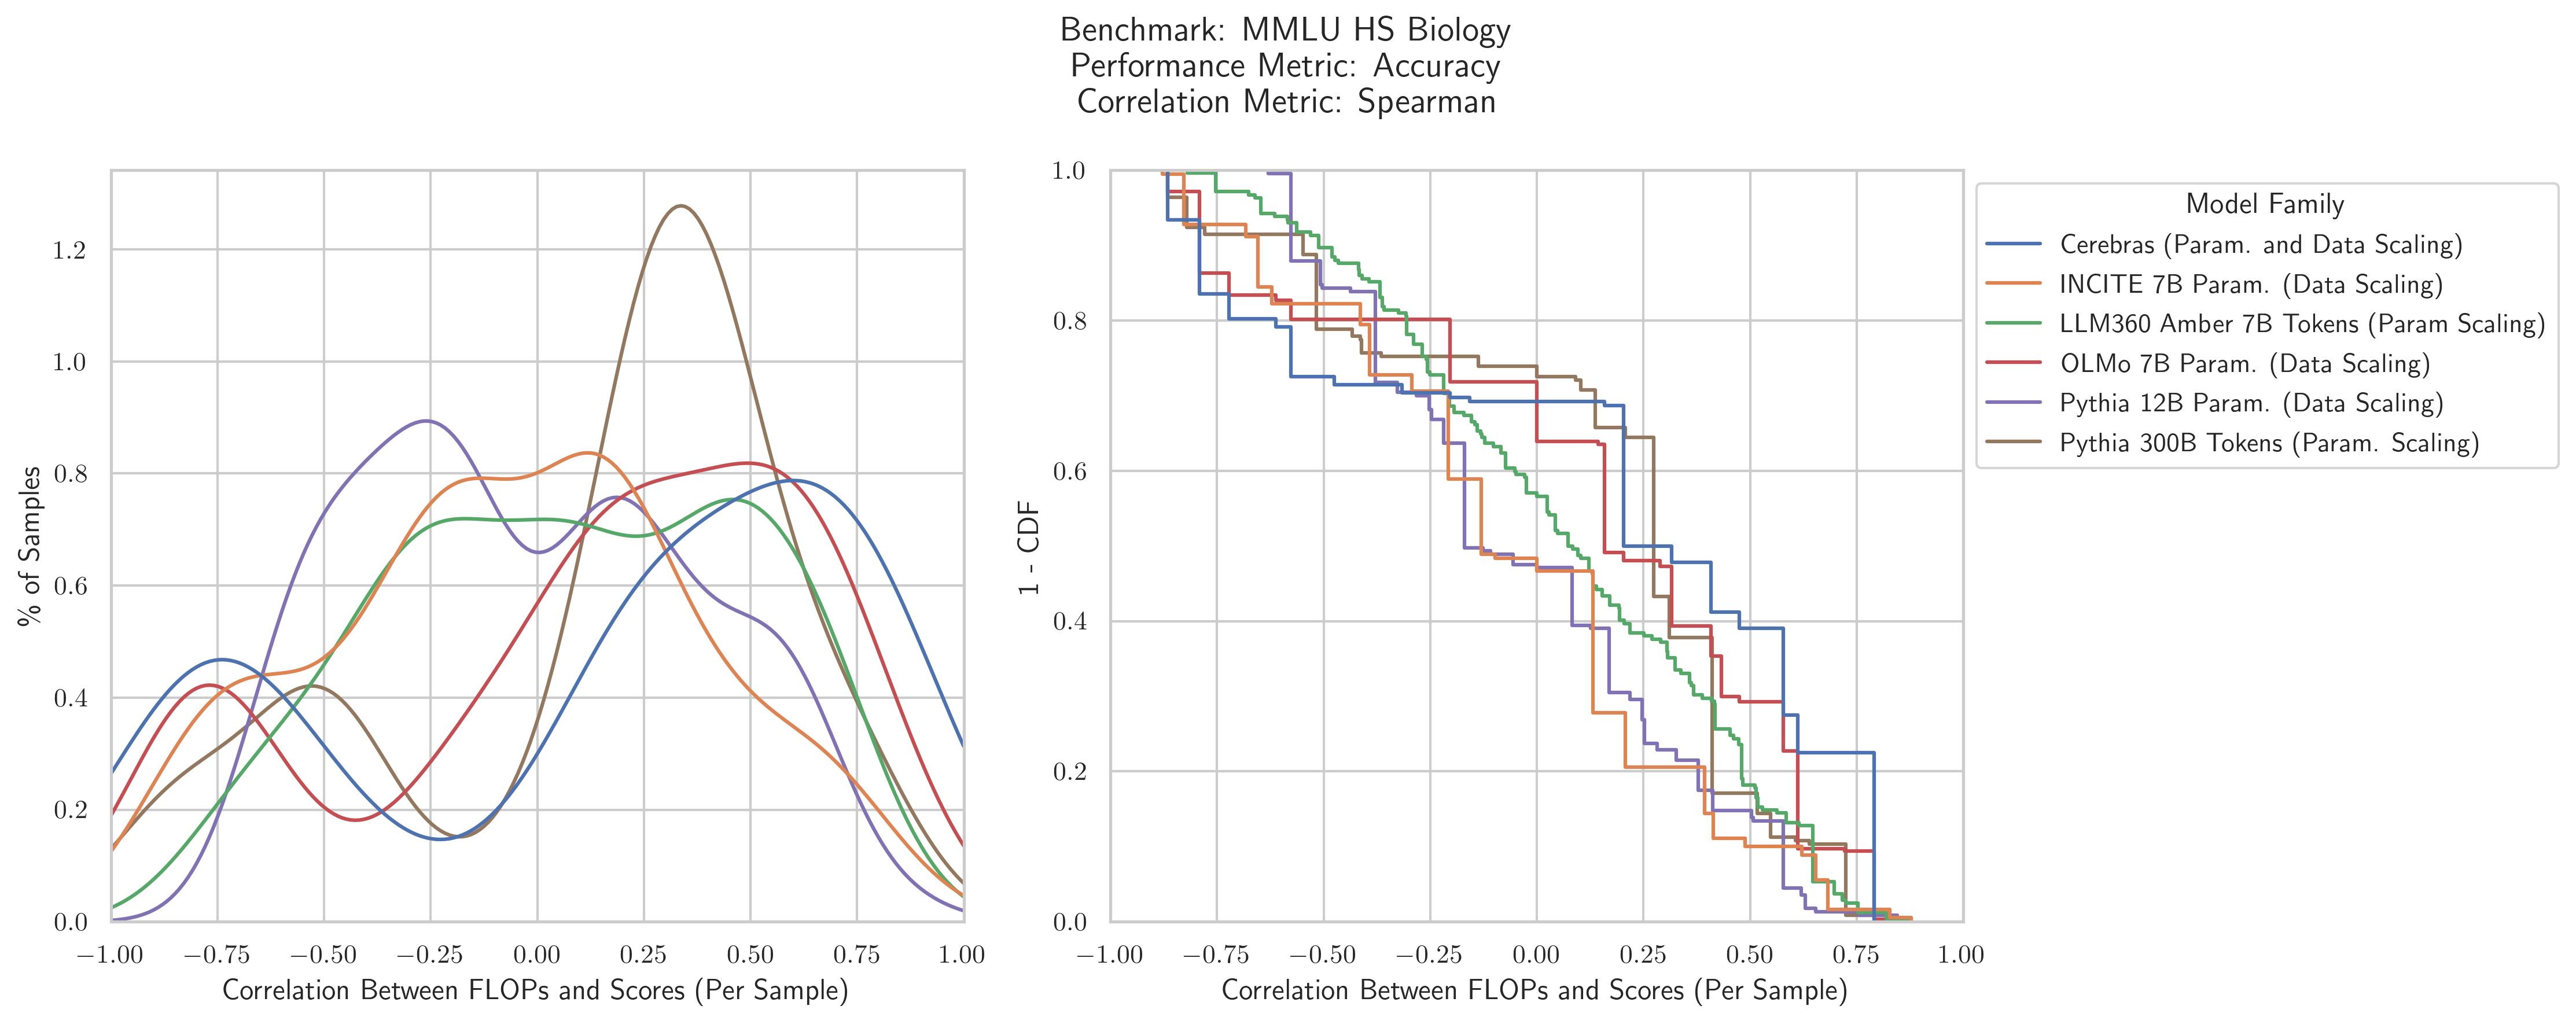 Benchmark: MMLU HS Biology
Performance Metric: Accuracy
Correlation Metric: Spearman
% of Samples
1.2
1.0
0.8
0.6
0.4
0.2
0.0
−1.00 −0.75 −0.50 −0.25 0.00 0.25 0.50 0.75 1.00
Correlation Between FLOPs and Scores (Per Sample)
1 - CDF
1.0
0.8
0.6
0.4
0.2
0.0
−1.00 −0.75 −0.50 −0.25 0.00 0.25 0.50 0.75 1.00
Correlation Between FLOPs and Scores (Per Sample)
Model Family
Cerebras (Param. and Data Scaling)
INCITE 7B Param. (Data Scaling)
LLM360 Amber 7B Tokens (Param Scaling)
OLMo 7B Param. (Data Scaling)
Pythia 12B Param. (Data Scaling)
Pythia 300B Tokens (Param. Scaling)